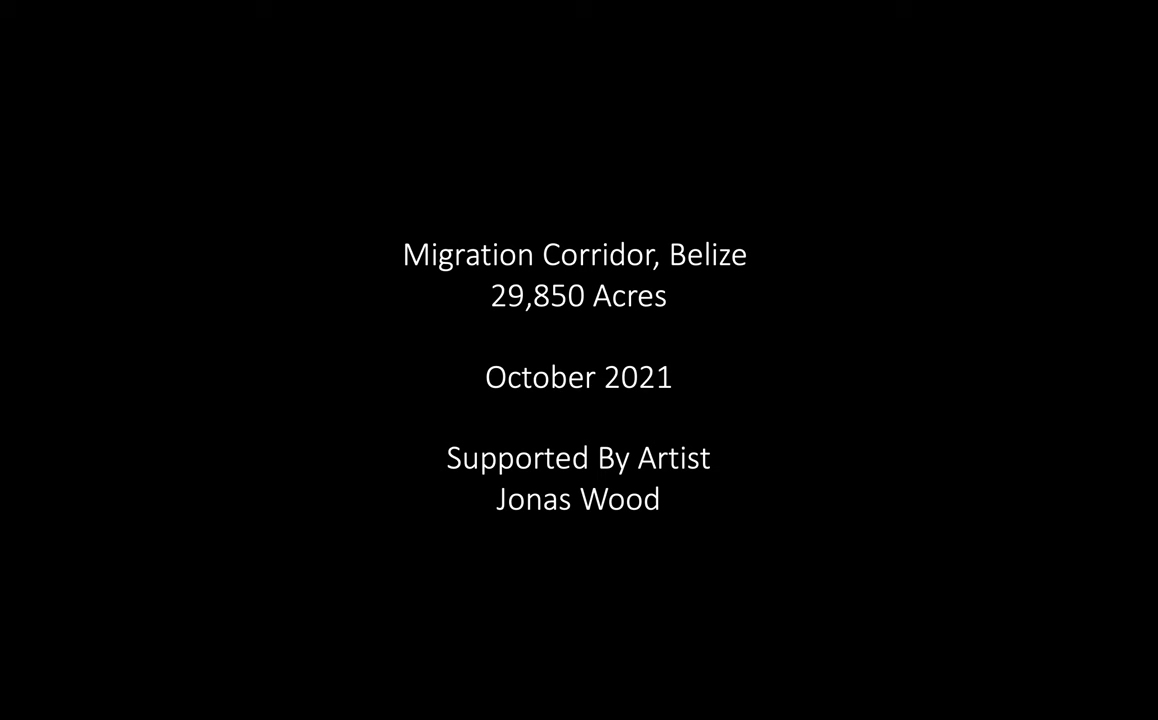 Migration Corridor, Belize
29,850 Acres
October 2021
Supported By Artist
Jonas Wood